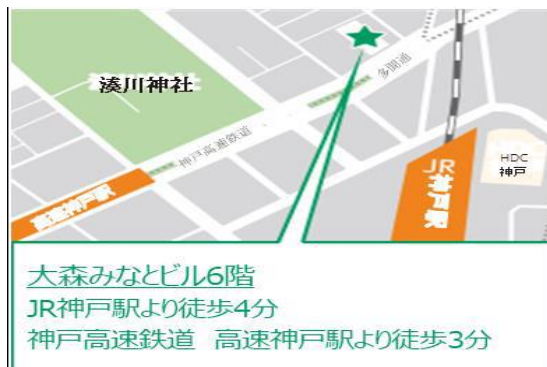 湊川神社
多聞通
神戸高速鉄道
高速神戸駅
JR
神戸駅
HDC
神戸
大森みなとビル6階
JR神戸駅より徒歩4分
神戸高速鉄道　高速神戸駅より徒歩3分